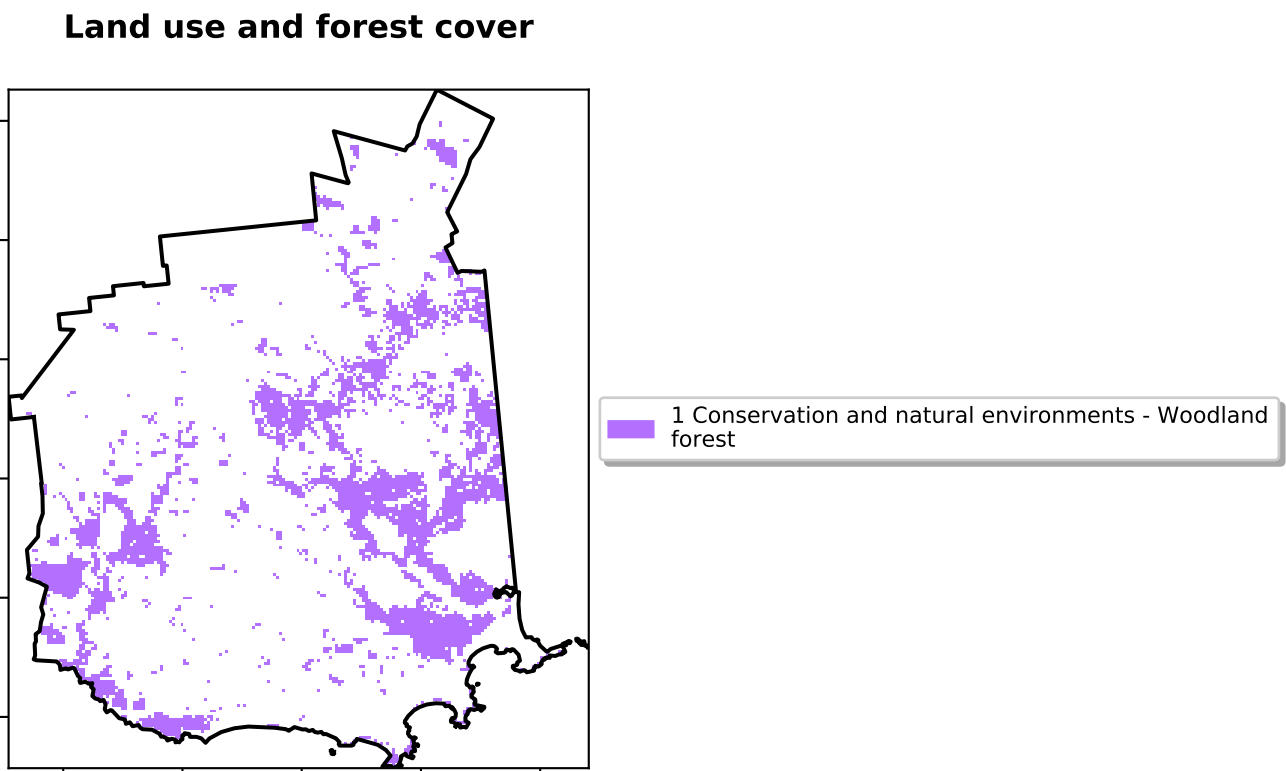 Land use and forest cover
1 Conservation and natural environments - Woodland
forest